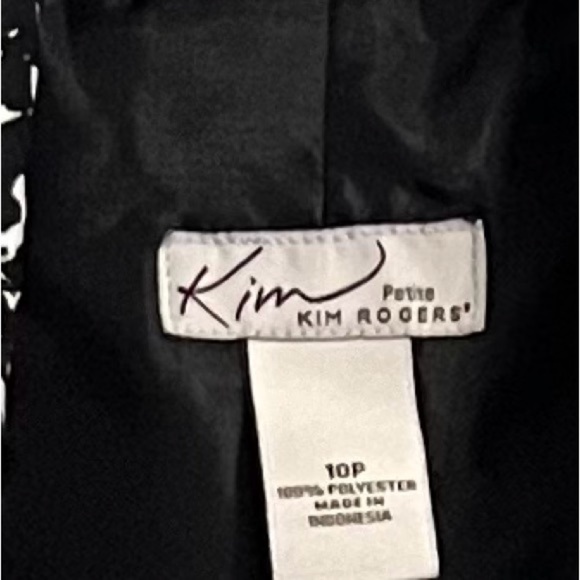 Kim
Petite
KIM ROGERS®
10P
100% POLYESTER
MADE IN
INDONESIA